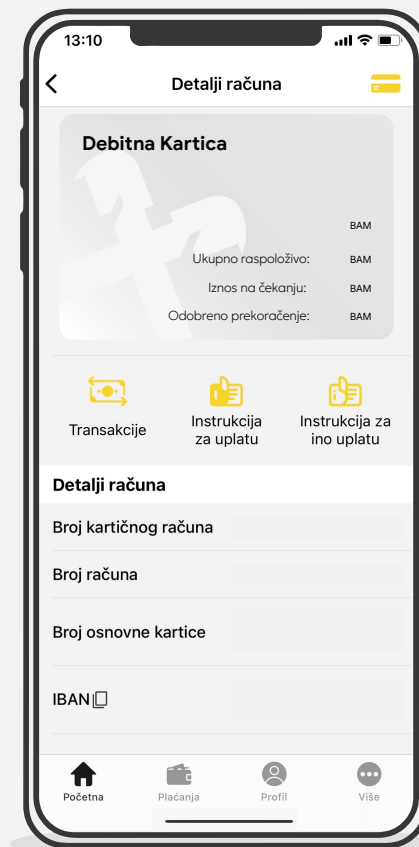 13:10
Detalji računa
Debitna Kartica
BAM
Ukupno raspoloživo: BAM
Iznos na čekanju: BAM
Odobreno prekoračenje: BAM
Transakcije
Instrukcija
za uplatu
Instrukcija za
ino uplatu
Detalji računa
Broj kartičnog računa
Broj računa
Broj osnovne kartice
IBAN
Početna
Plaćanja
Profil
Više